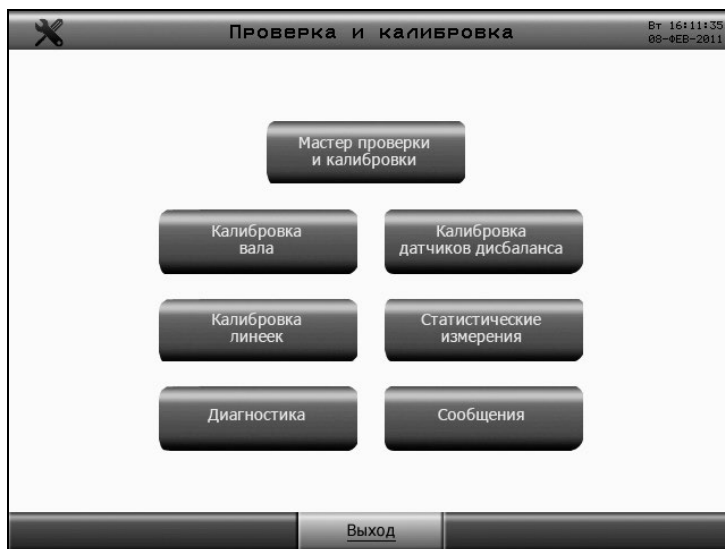 Проверка и калибровка
Вт 16:11:35
08-ФЕВ-2011
Мастер проверки
и калибровки
Калибровка
вала
Калибровка
датчиков дисбаланса
Калибровка
линеек
Статистические
измерения
Диагностика
Сообщения
Выход